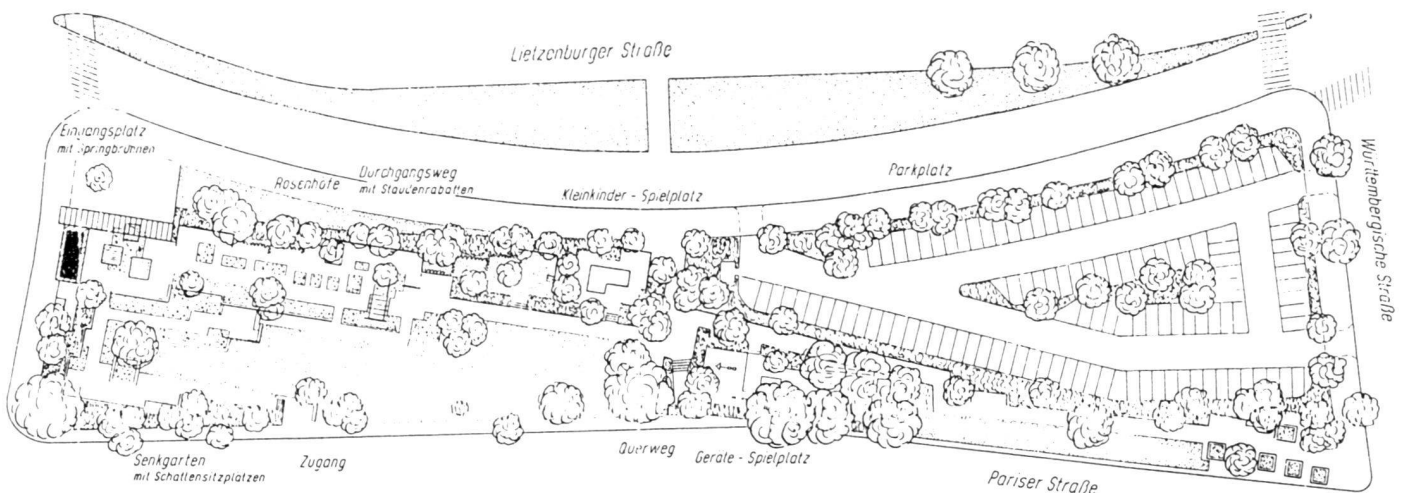 Lietzenburger Straße
Eingangsplatz
mit Springbrunnen
Rosenhöfe
Durchgangsweg
mit Staudenrabatten
Kleinkinder - Spielplatz
Parkplatz
Württembergische Straße
Senkgarten
mit Schattensitzplätzen
Zugang
Querweg
Geräte - Spielplatz
Pariser Straße